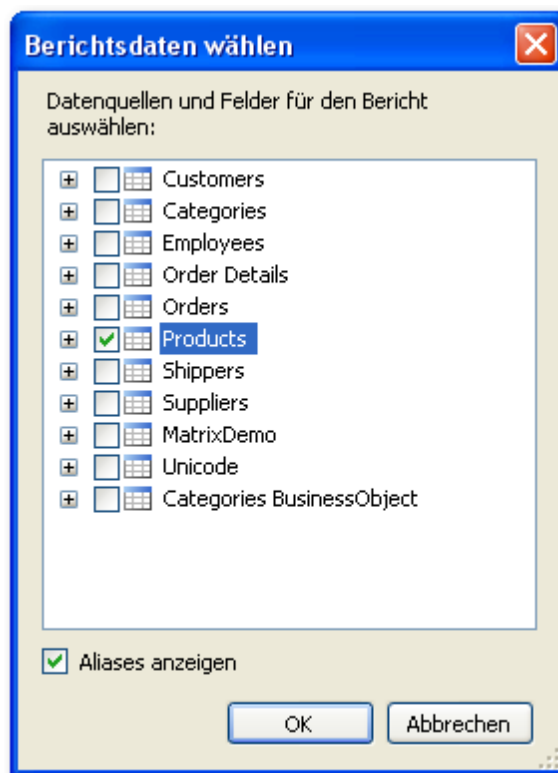 Berichtsdaten wählen
Datenquellen und Felder für den Bericht
auswählen:
Customers
Categories
Employees
Order Details
Orders
Products
Shippers
Suppliers
MatrixDemo
Unicode
Categories BusinessObject
Aliases anzeigen
OK Abbrechen